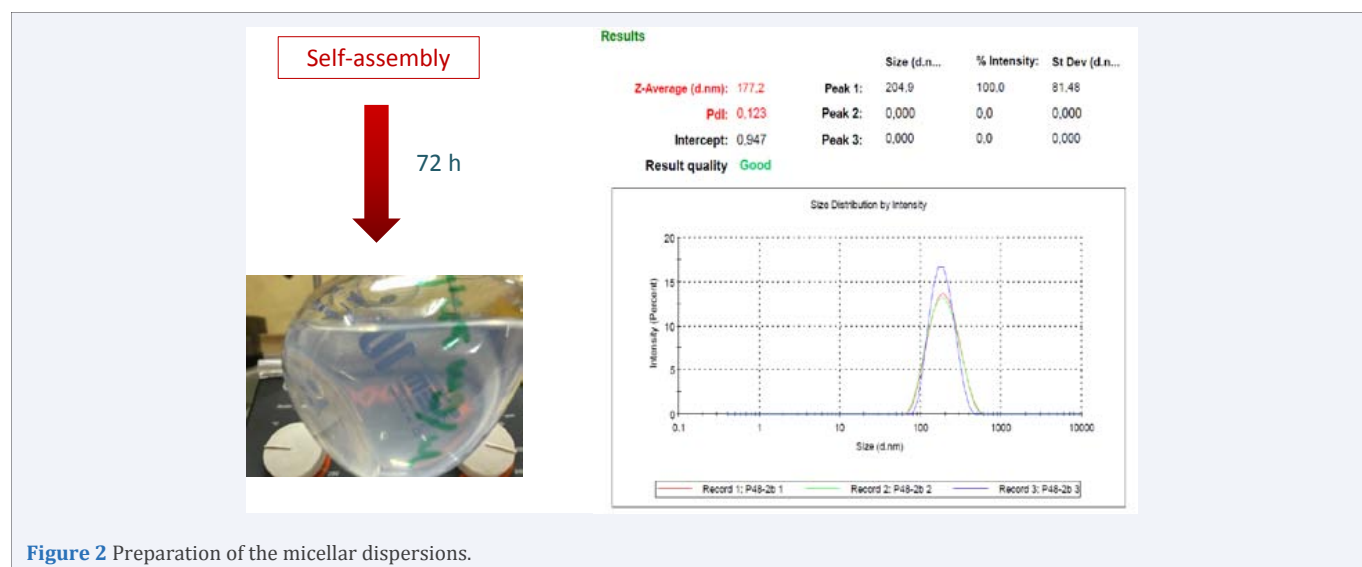 Self-assembly
72 h
Results
Size (d.n... % Intensity: St Dev (d.n...
Z-Average (d.nm): 177,2 Peak 1: 204,9 100,0 81,48
PdI: 0,123 Peak 2: 0,000 0,0 0,000
Intercept: 0,947 Peak 3: 0,000 0,0 0,000
Result quality Good
Size Distribution by Intensity
Intensity (Percent)
20
15
10
5
0
0.1 1 10 100 1000 10000
Size (d.nm)
Record 1: P48-2b 1 Record 2: P48-2b 2 Record 3: P48-2b 3
Figure 2 Preparation of the micellar dispersions.